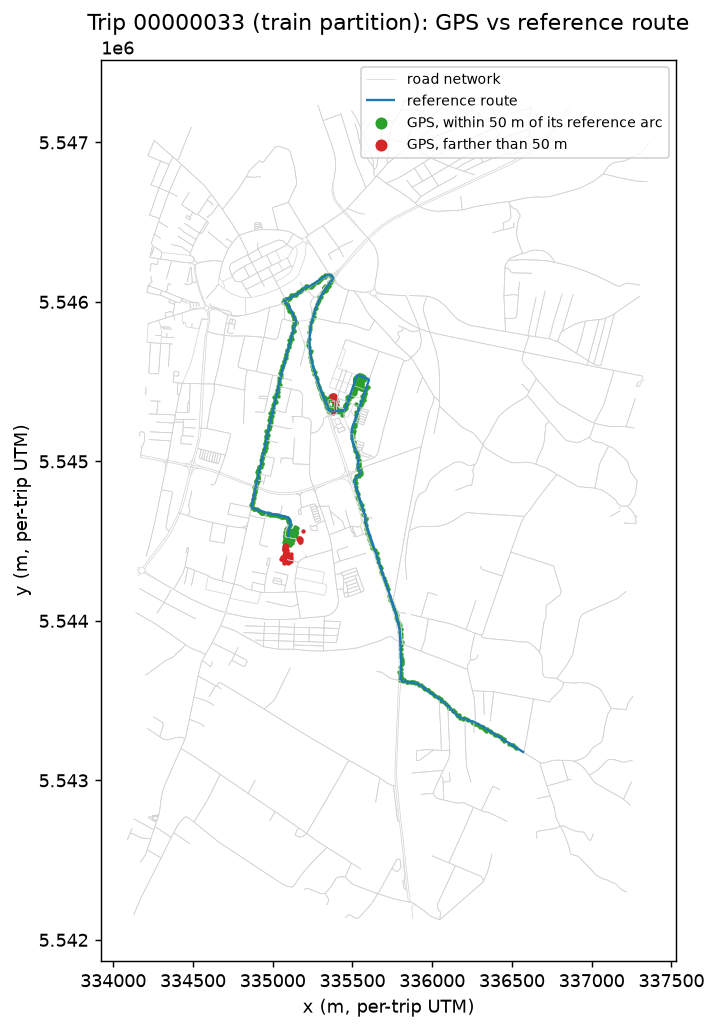 Trip 00000033 (train partition): GPS vs reference route
1e6
road network
reference route
GPS, within 50 m of its reference arc
GPS, farther than 50 m
5.547
5.546
5.545
5.544
5.543
5.542
y (m, per-trip UTM)
334000 334500 335000 335500 336000 336500 337000 337500
x (m, per-trip UTM)